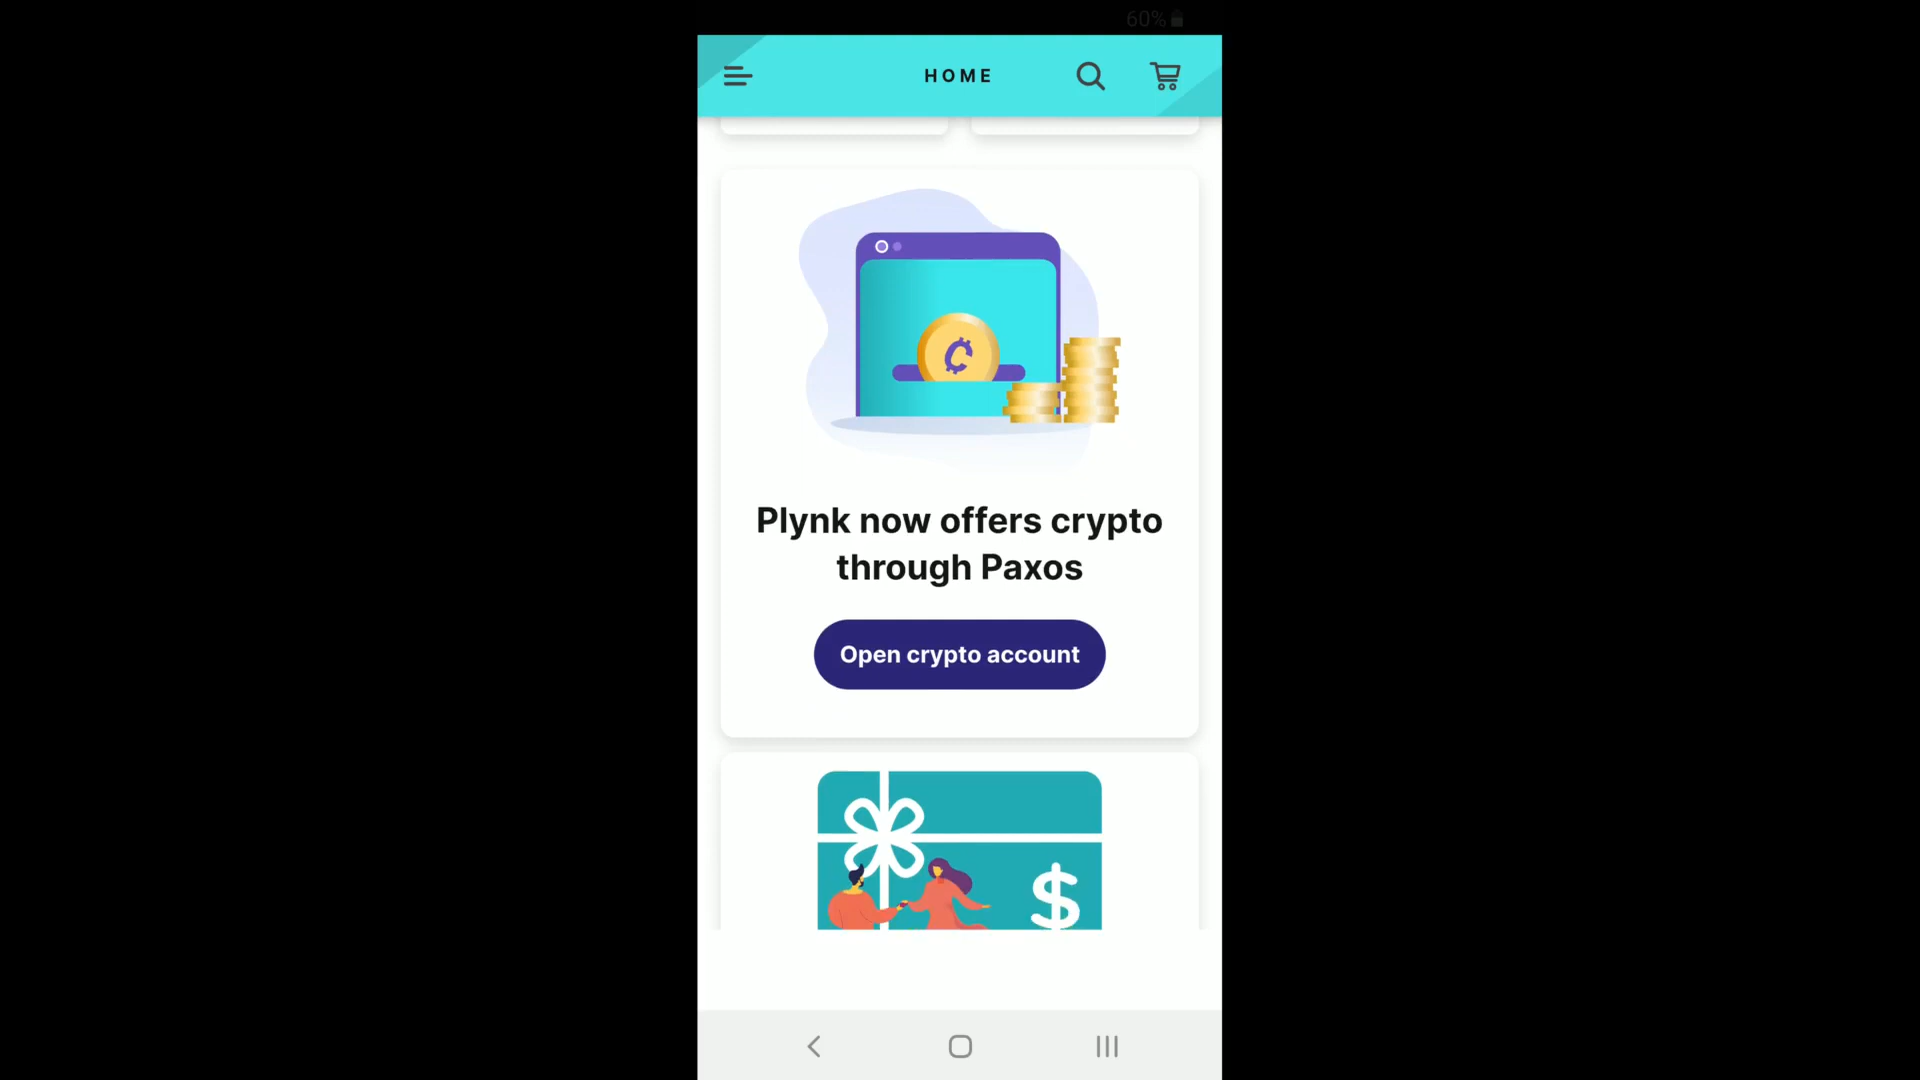 60%
HOME
Plynk now offers crypto
through Paxos
Open crypto account
$